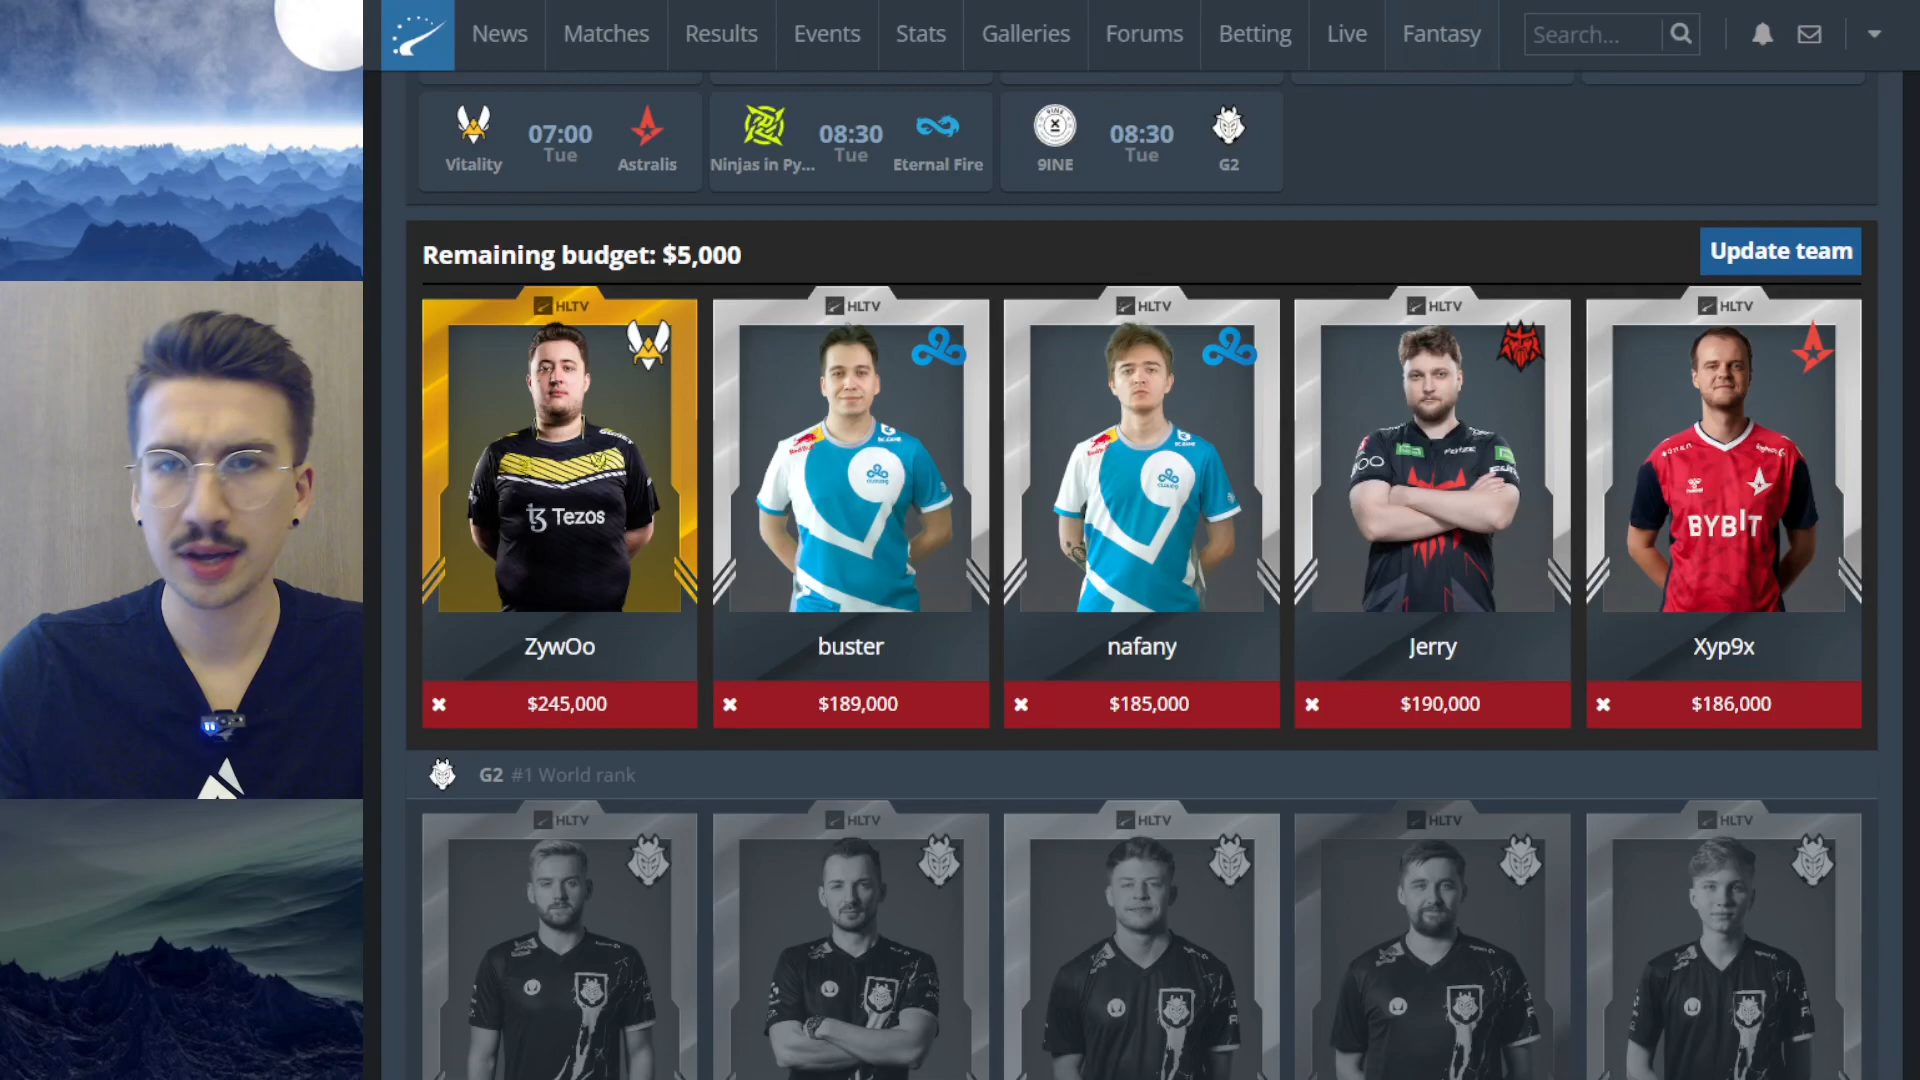 News Matches Results Events Stats Galleries Forums Betting Live Fantasy Search...
07:00 08:30 08:30
Tue Tue Tue
Vitality Astralis Ninjas in Py... Eternal Fire 9INE G2
Remaining budget: $5,000 Update team
HLTV HLTV HLTV HLTV HLTV
Tezos BYBIT
ZywOo buster nafany Jerry Xyp9x
$245,000 $189,000 $185,000 $190,000 $186,000
G2 #1 World rank
HLTV HLTV HLTV HLTV HLTV